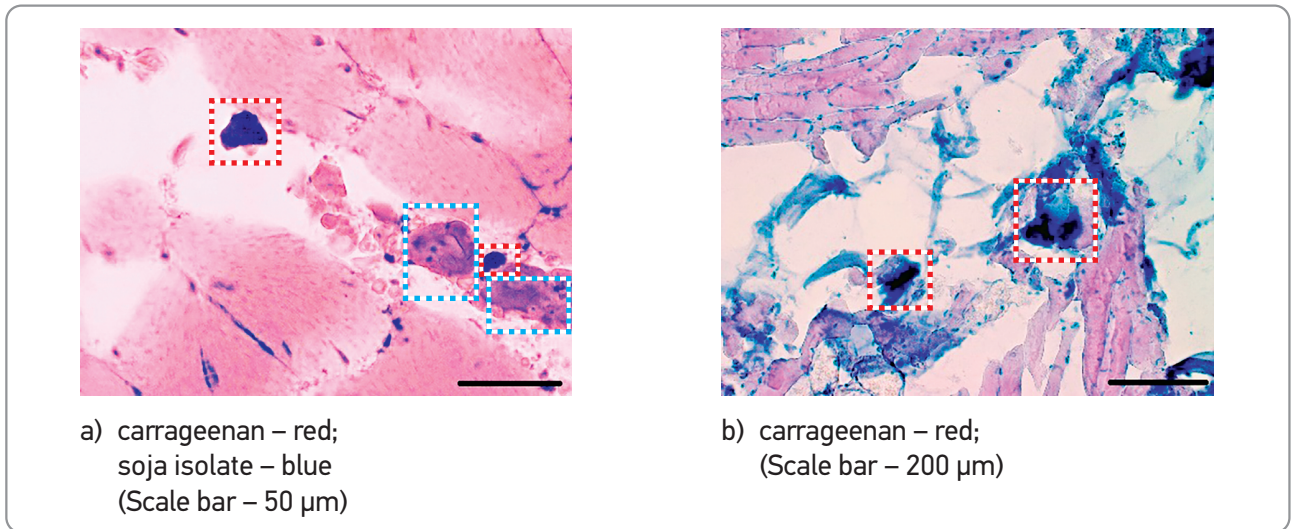 a) carrageenan – red;
soja isolate – blue
(Scale bar – 50 µm)
b) carrageenan – red;
(Scale bar – 200 µm)